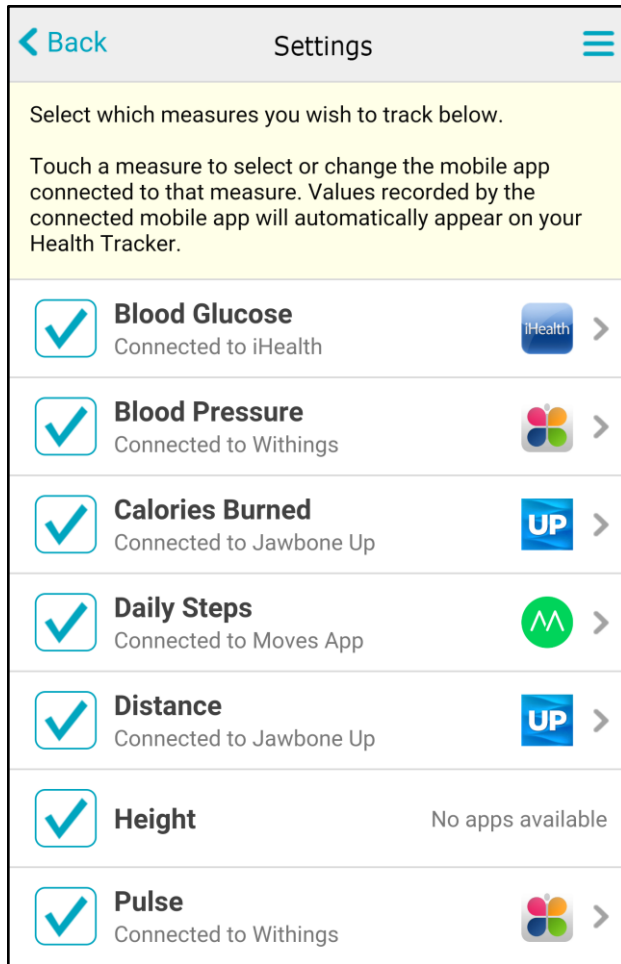 Back
Settings
Select which measures you wish to track below.
Touch a measure to select or change the mobile app
connected to that measure. Values recorded by the
connected mobile app will automatically appear on your
Health Tracker.
Blood Glucose
Connected to iHealth
iHealth
Blood Pressure
Connected to Withings
Calories Burned
Connected to Jawbone Up
UP
Daily Steps
Connected to Moves App
Distance
Connected to Jawbone Up
UP
Height
No apps available
Pulse
Connected to Withings